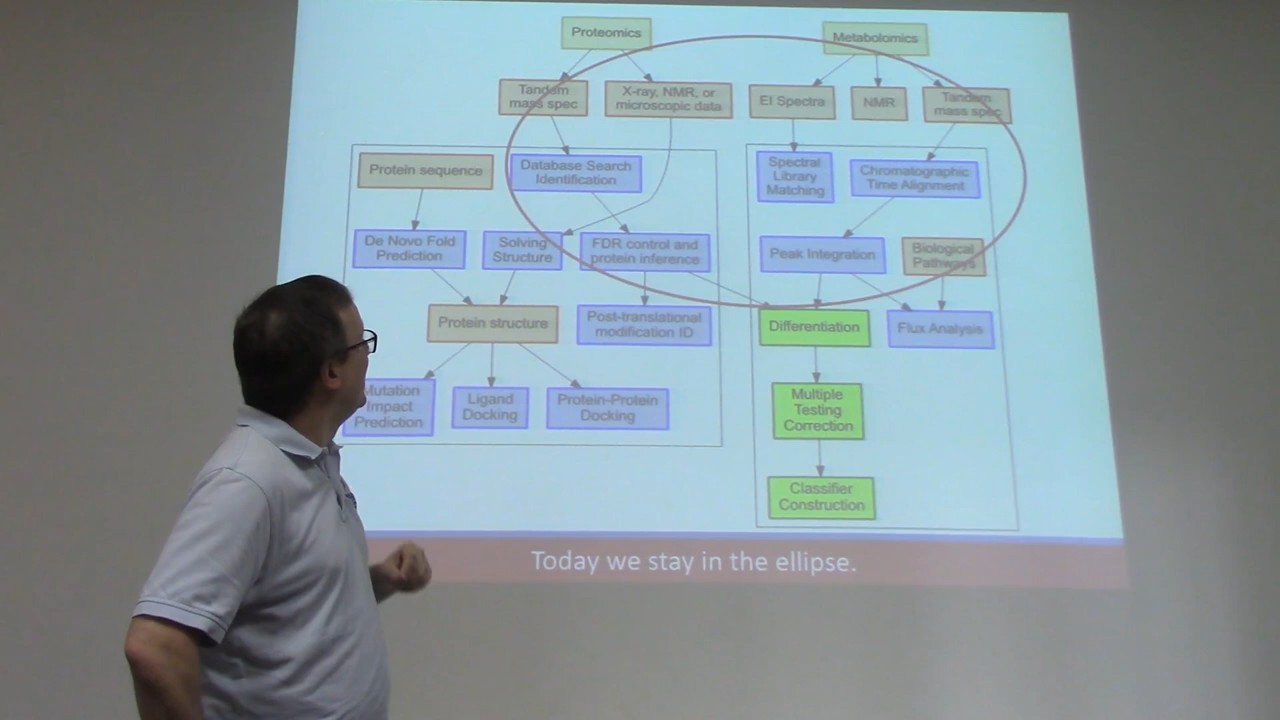 Proteomics
Metabolomics
Tandem
mass spec
X-ray, NMR, or
microscopic data
EI Spectra
NMR
Tandem
mass spec
Protein sequence
Database Search
Identification
Spectral
Library
Matching
Chromatographic
Time Alignment
De Novo Fold
Prediction
Solving
Structure
FDR control and
protein inference
Peak Integration
Biological
Pathways
Protein structure
Post-translational
modification ID
Differentiation
Flux Analysis
Mutation
Impact
Prediction
Ligand
Docking
Protein-Protein
Docking
Multiple
Testing
Correction
Classifier
Construction
Today we stay in the ellipse.